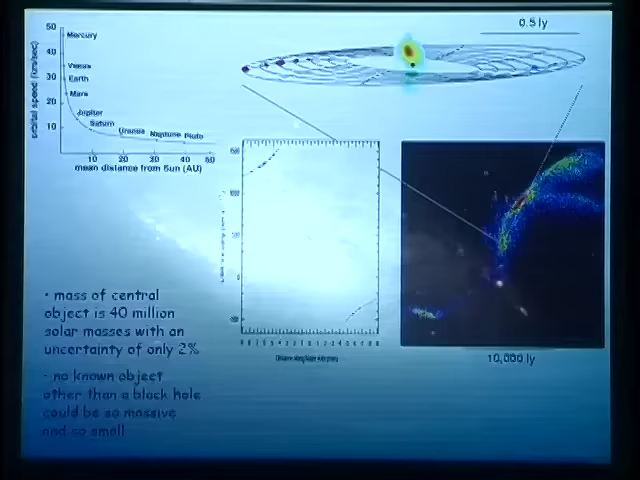 50
40
30
20
10
orbital speed (km/sec)
Mercury
Venus
Earth
Mars
Jupiter
Saturn
Uranus
Neptune
Pluto
10 20 30 40 50
mean distance from Sun (AU)
0.5 ly
10,000 ly
• mass of central
object is 40 million
solar masses with an
uncertainty of only 2%
• no known object
other than a black hole
could be so massive
and so small